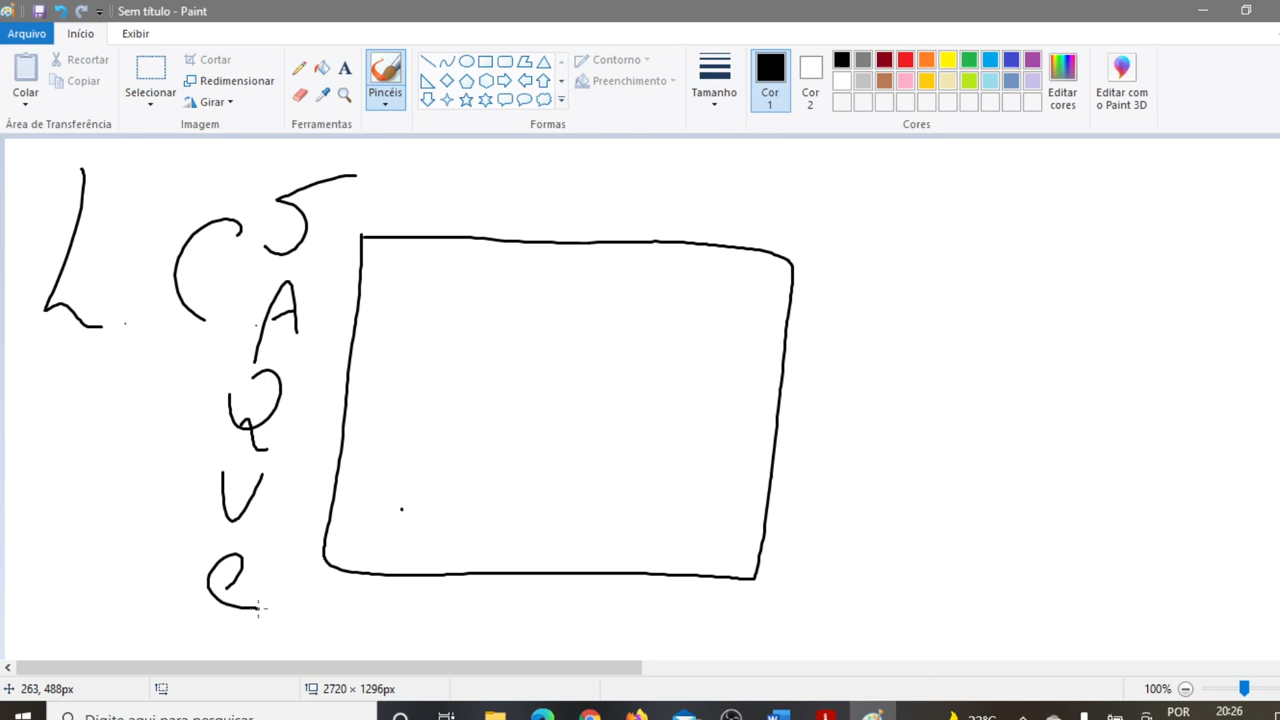 Sem título - Paint
Arquivo Início Exibir
Colar Recortar Copiar
Área de Transferência
Selecionar Cortar Redimensionar Girar
Imagem
A
Ferramentas
Pincéis
Contorno
Preenchimento
Formas
Tamanho
Cor 1
Cor 2
Editar cores
Cores
Editar com o Paint 3D
L C S
A
Q
U
e
263, 488px 2720 × 1296px 100%
Digite aqui para pesquisar POR 20:26